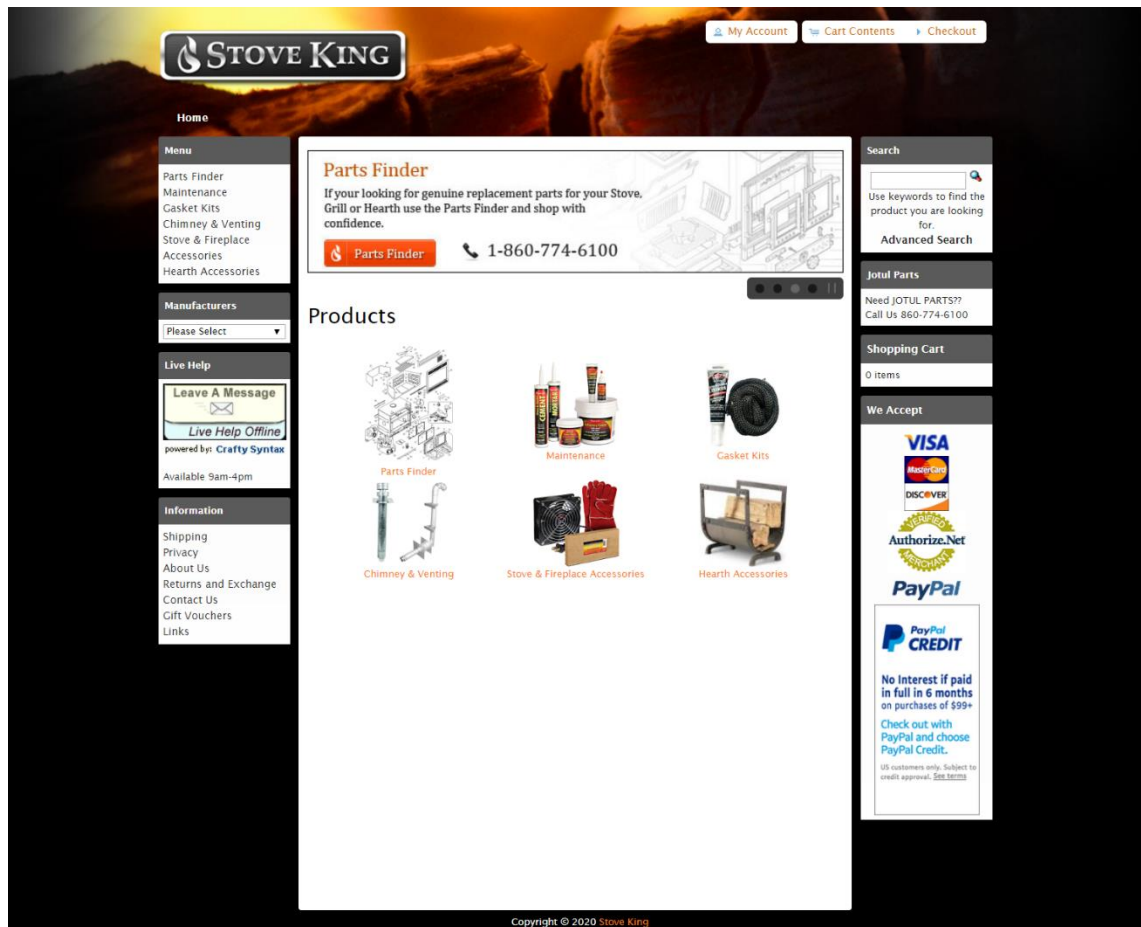 STOVE KING
My Account
Cart Contents
Checkout
Home
Menu
Parts Finder
Maintenance
Gasket Kits
Chimney & Venting
Stove & Fireplace
Accessories
Hearth Accessories
Manufacturers
Please Select
Live Help
Leave A Message
Live Help Offline
powered by: Crafty Syntax
Available 9am-4pm
Information
Shipping
Privacy
About Us
Returns and Exchange
Contact Us
Gift Vouchers
Links
Parts Finder
If your looking for genuine replacement parts for your Stove,
Grill or Hearth use the Parts Finder and shop with
confidence.
Parts Finder
1-860-774-6100
Products
CEMENT
MORTAR
Parts Finder
Maintenance
Gasket Kits
Chimney & Venting
Stove & Fireplace Accessories
Hearth Accessories
Search
Use keywords to find the
product you are looking
for.
Advanced Search
Jotul Parts
Need JOTUL PARTS??
Call Us 860-774-6100
Shopping Cart
0 items
We Accept
VISA
MasterCard
DISCOVER
VERIFIED
Authorize.Net
MERCHANT
PayPal
PayPal
CREDIT
No Interest if paid
in full in 6 months
on purchases of $99+
Check out with
PayPal and choose
PayPal Credit.
US customers only. Subject to
credit approval. See terms
Copyright © 2020 Stove King